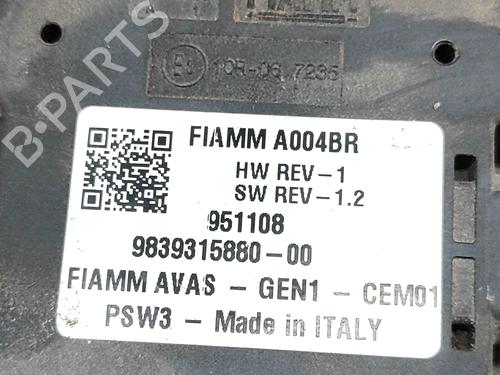 10R-06 7235
FIAMM A004BR
HW REV-1
SW REV-1.2
951108
9839315880-00
FIAMM AVAS - GEN1 - CEM01
PSW3 - Made in ITALY
B-PARTS